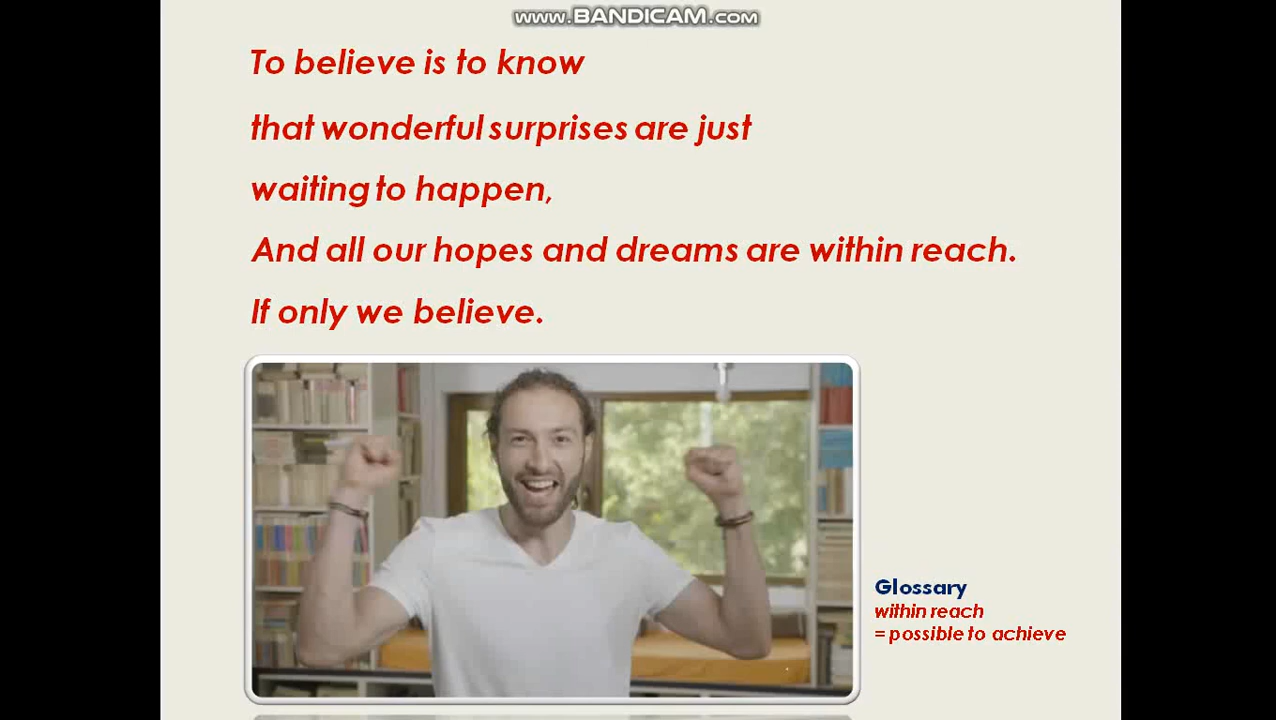 www.BANDICAM.com
To believe is to know
that wonderful surprises are just
waiting to happen,
And all our hopes and dreams are within reach.
If only we believe.
Glossary
within reach
= possible to achieve